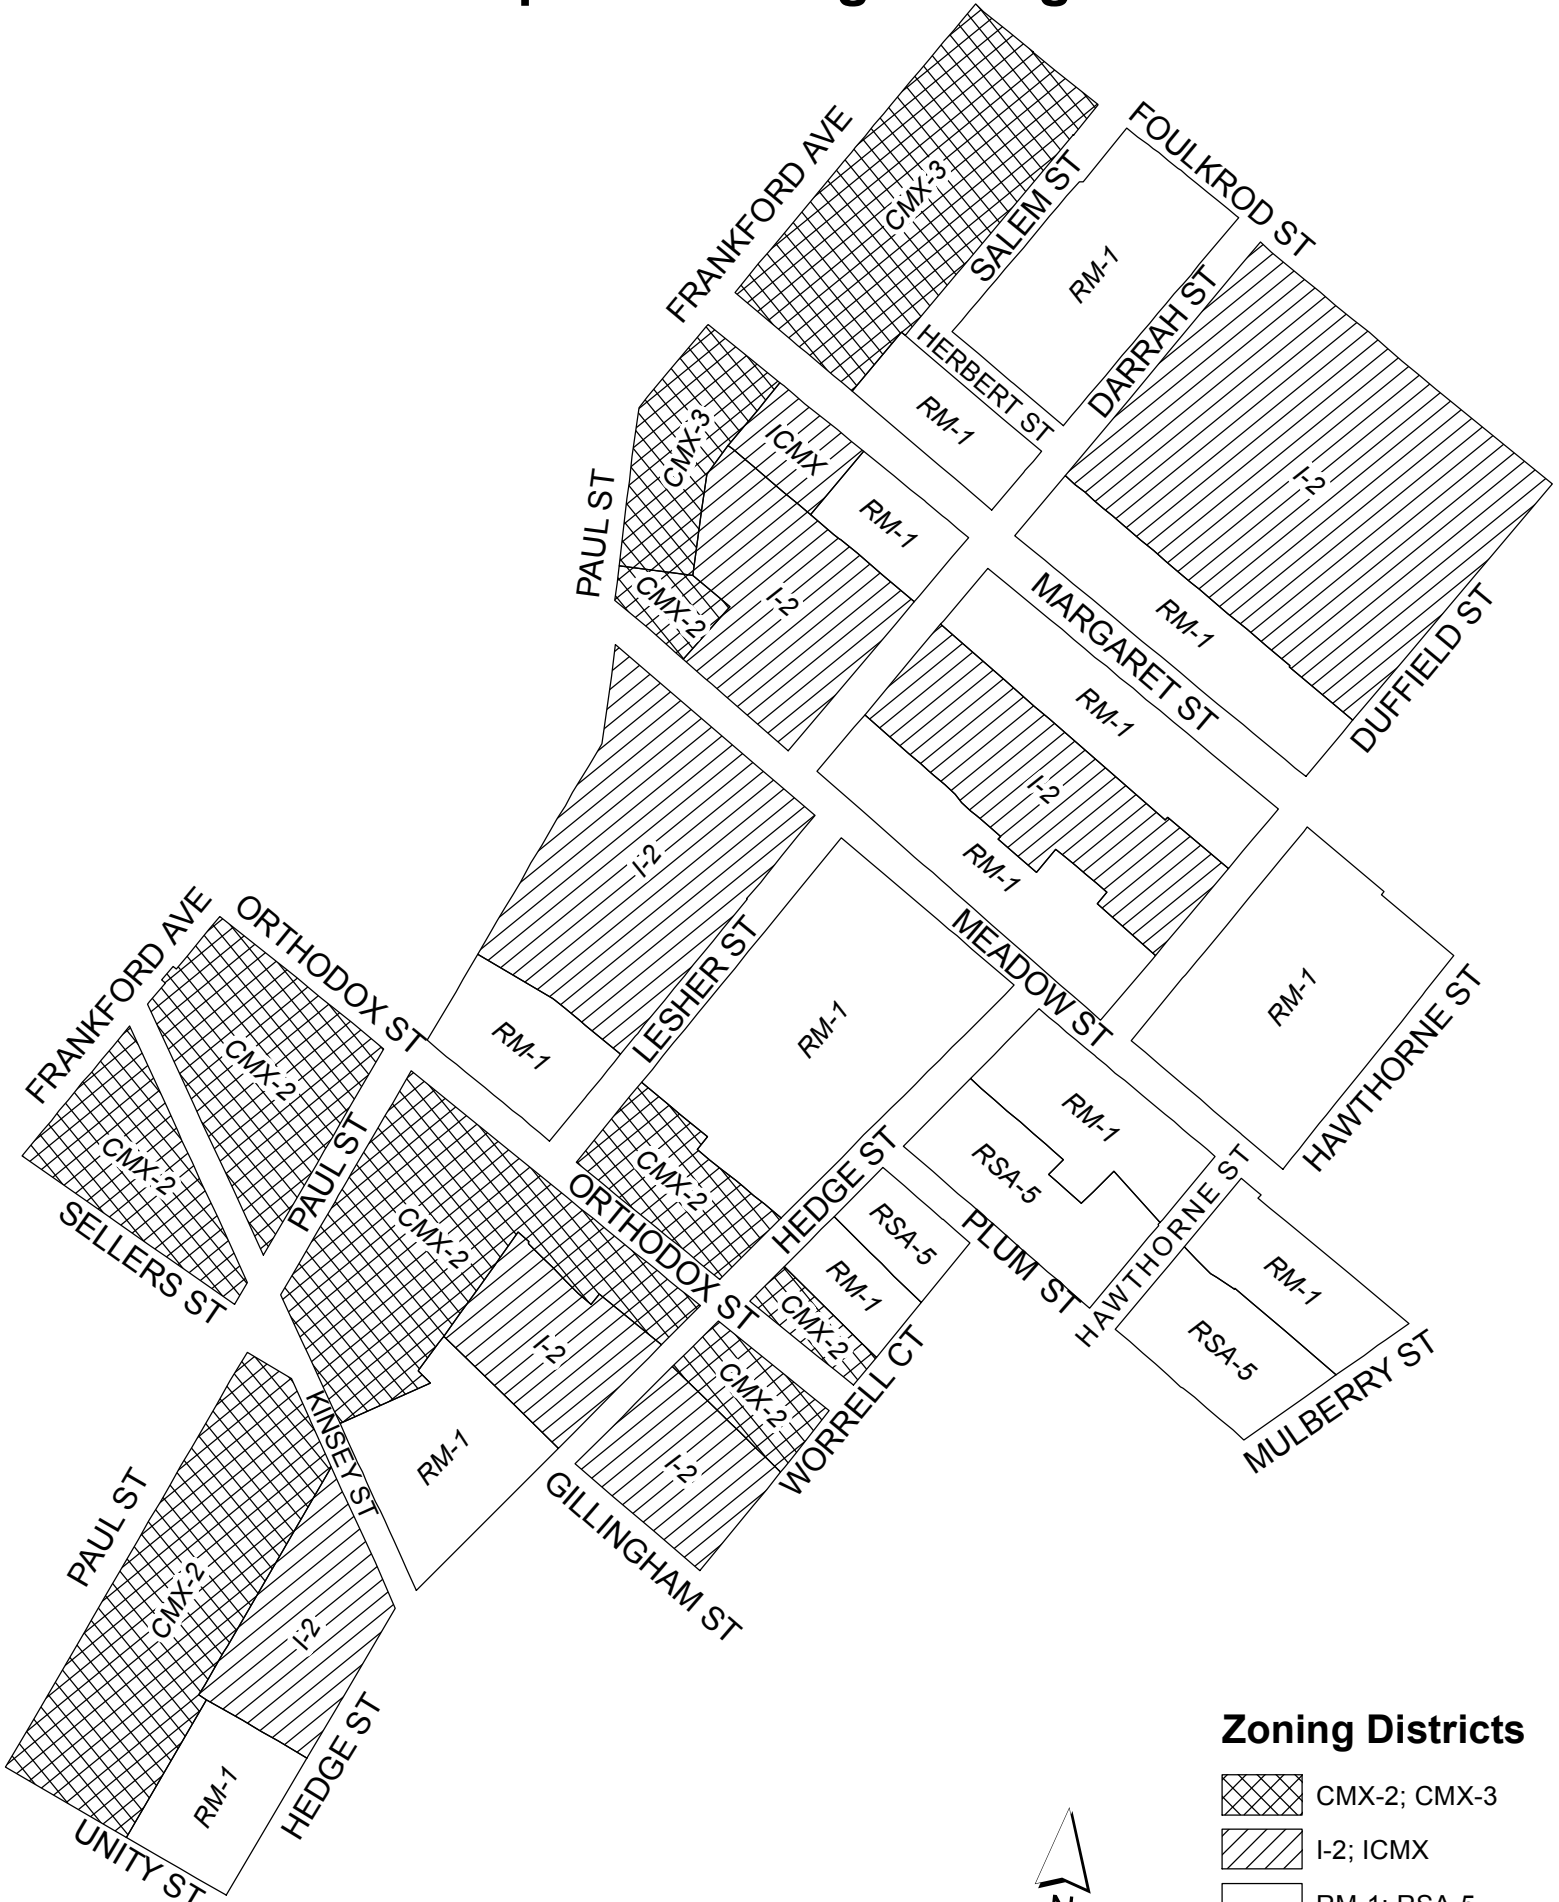 FOULKROD ST
FRANKFORD AVE
CMX-3
SALEM ST
RM-1
DARRAH ST
HERBERT ST
RM-1
CMX-3
ICMX
I-2
RM-1
PAUL ST
CMX-2
I-2
MARGARET ST
RM-1
DUFFIELD ST
RM-1
I-2
RM-1
I-2
FRANKFORD AVE
ORTHODOX ST
LESHER ST
MEADOW ST
RM-1
HAWTHORNE ST
RM-1
RM-1
CMX-2
CMX-2
PAUL ST
SELLERS ST
RM-1
RSA-5
CMX-2
CMX-2
ORTHODOX ST
HEDGE ST
RSA-5
PLUM ST
HAWTHORNE ST
RM-1
RM-1
CMX-2
I-2
RSA-5
MULBERRY ST
CMX-2
WORRELL CT
KINSEY ST
RM-1
I-2
GILLINGHAM ST
PAUL ST
CMX-2
I-2
HEDGE ST
RM-1
UNITY ST
Zoning Districts
CMX-2; CMX-3
I-2; ICMX
RM-1; RSA-5
N